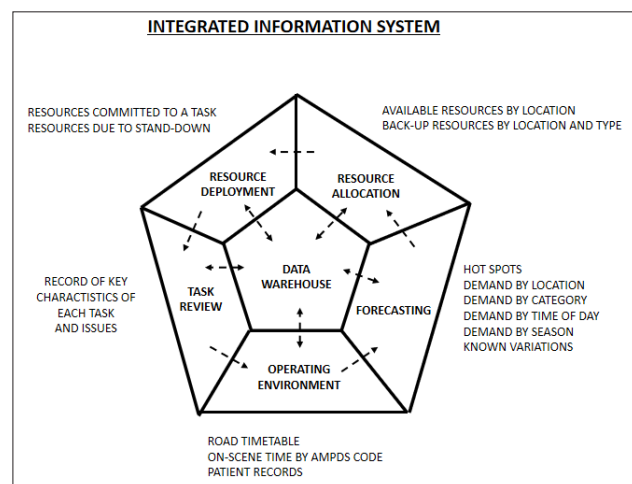 INTEGRATED INFORMATION SYSTEM
RESOURCES COMMITTED TO A TASK
RESOURCES DUE TO STAND-DOWN
AVAILABLE RESOURCES BY LOCATION
BACK-UP RESOURCES BY LOCATION AND TYPE
RESOURCE
DEPLOYMENT
RESOURCE
ALLOCATION
RECORD OF KEY
CHARACTISTICS OF
EACH TASK
AND ISSUES
TASK
REVIEW
DATA
WAREHOUSE
FORECASTING
HOT SPOTS
DEMAND BY LOCATION
DEMAND BY CATEGORY
DEMAND BY TIME OF DAY
DEMAND BY SEASON
KNOWN VARIATIONS
OPERATING
ENVIRONMENT
ROAD TIMETABLE
ON-SCENE TIME BY AMPDS CODE
PATIENT RECORDS